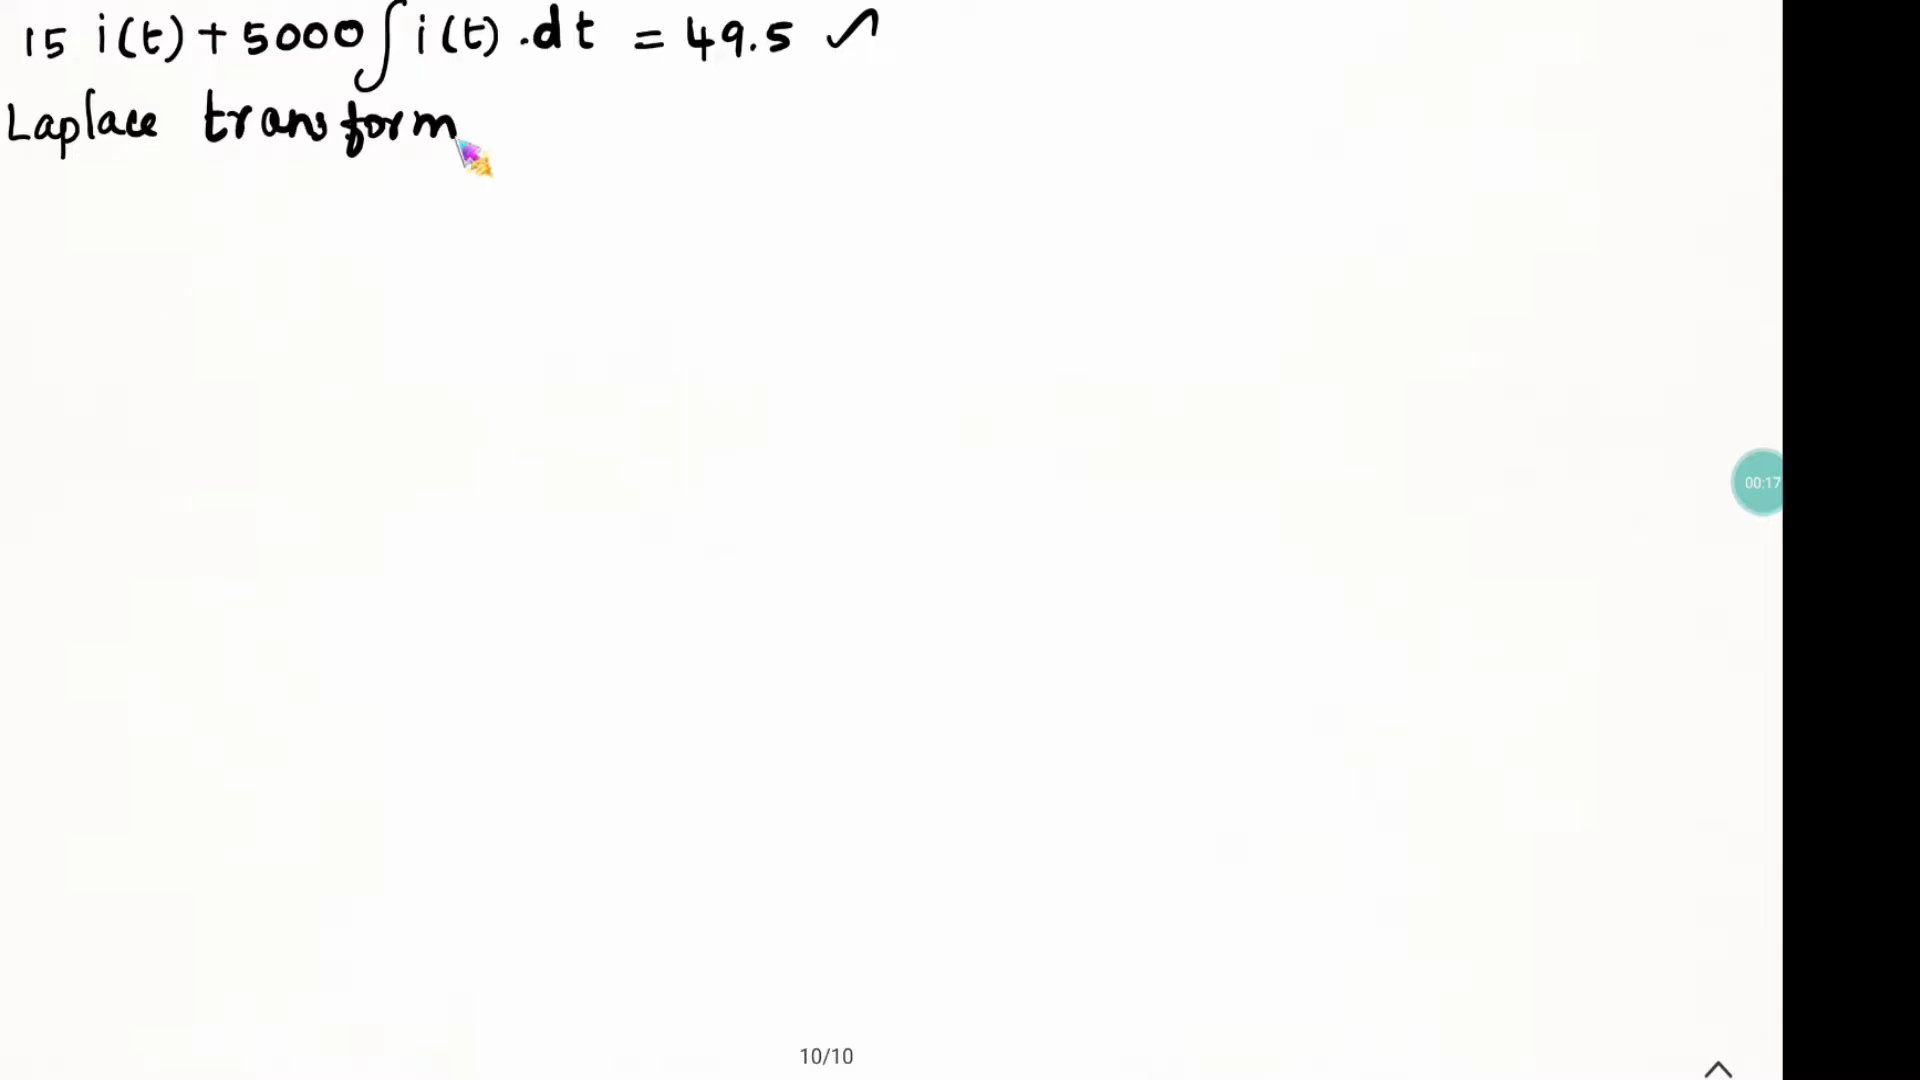 15 i(t) + 5000 ∫ i(t) .dt = 49.5
Laplace transform
00:17
10/10